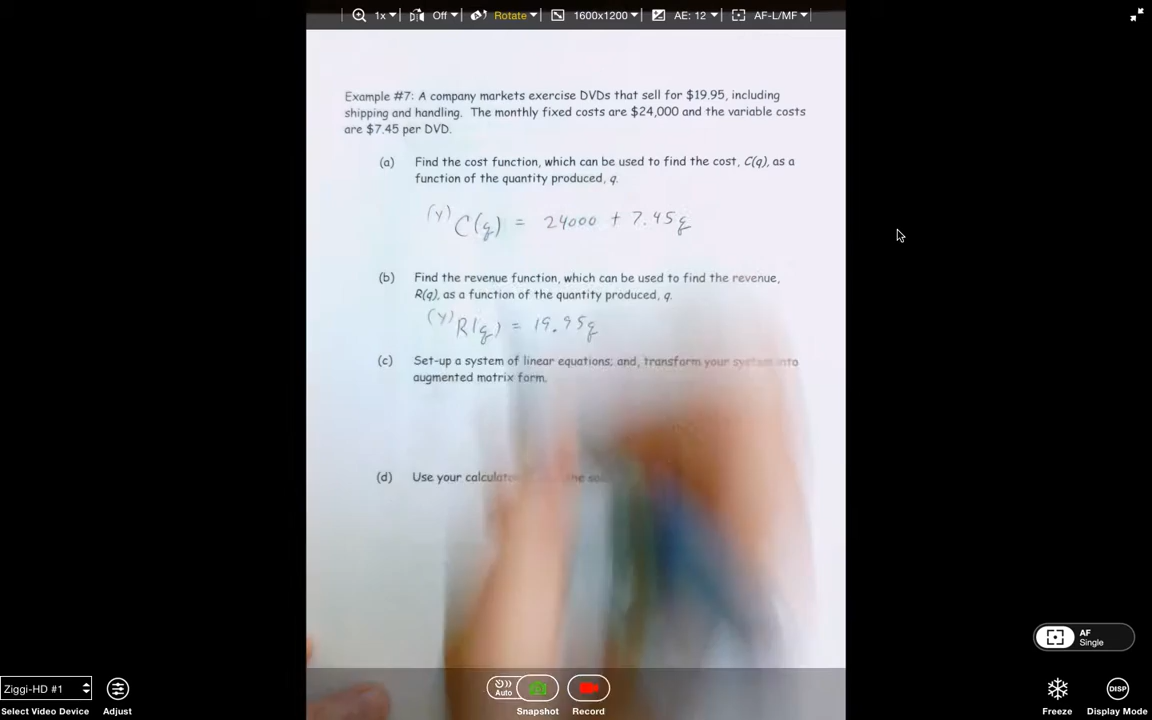 1x Off Rotate 1600x1200 AE: 12 AF-L/MF
Example #7: A company markets exercise DVDs that sell for $19.95, including
shipping and handling. The monthly fixed costs are $24,000 and the variable costs
are $7.45 per DVD.
(a) Find the cost function, which can be used to find the cost, C(q), as a
function of the quantity produced, q.
(y) C(q) = 24000 + 7.45q
(b) Find the revenue function, which can be used to find the revenue,
R(q), as a function of the quantity produced, q.
(y) R(q) = 19.95q
(c) Set-up a system of linear equations; and, transform your system into
augmented matrix form.
(d) Use your calculator the
AF
Single
Ziggi-HD #1
Auto
DISP
Select Video Device Adjust Snapshot Record Freeze Display Mode